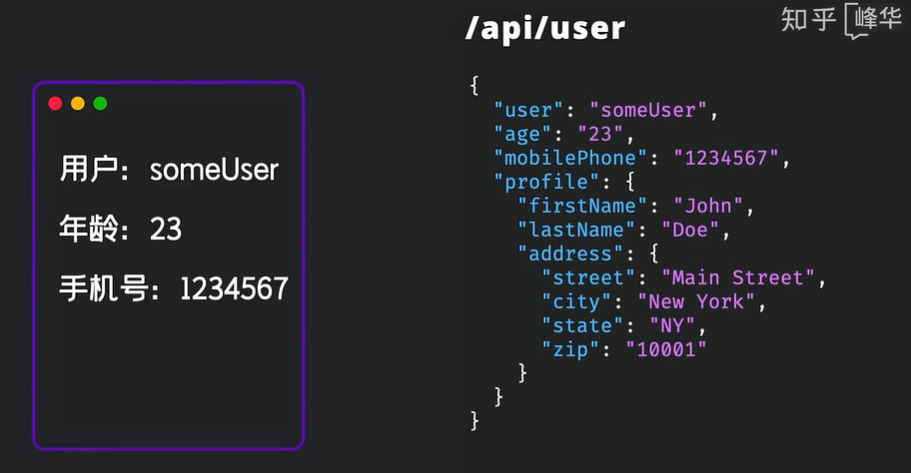 /api/user
知乎 峰华
用户：someUser
年龄：23
手机号：1234567
{
"user": "someUser",
"age": "23",
"mobilePhone": "1234567",
"profile": {
"firstName": "John",
"lastName": "Doe",
"address": {
"street": "Main Street",
"city": "New York",
"state": "NY",
"zip": "10001"
}
}
}